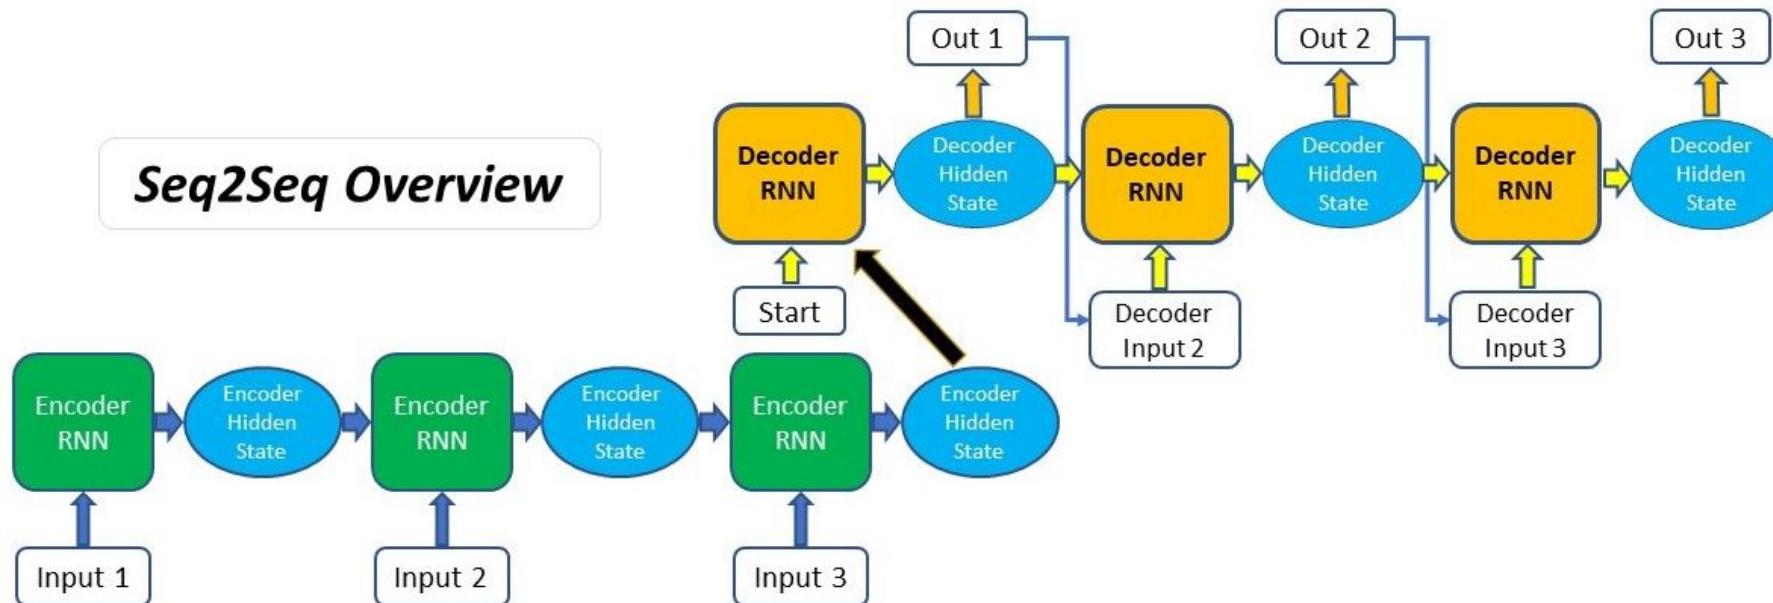 Seq2Seq Overview
Out 1
Out 2
Out 3
Decoder
RNN
Decoder
Hidden
State
Decoder
RNN
Decoder
Hidden
State
Decoder
RNN
Decoder
Hidden
State
Start
Decoder
Input 2
Decoder
Input 3
Encoder
RNN
Encoder
Hidden
State
Encoder
RNN
Encoder
Hidden
State
Encoder
RNN
Encoder
Hidden
State
Input 1
Input 2
Input 3